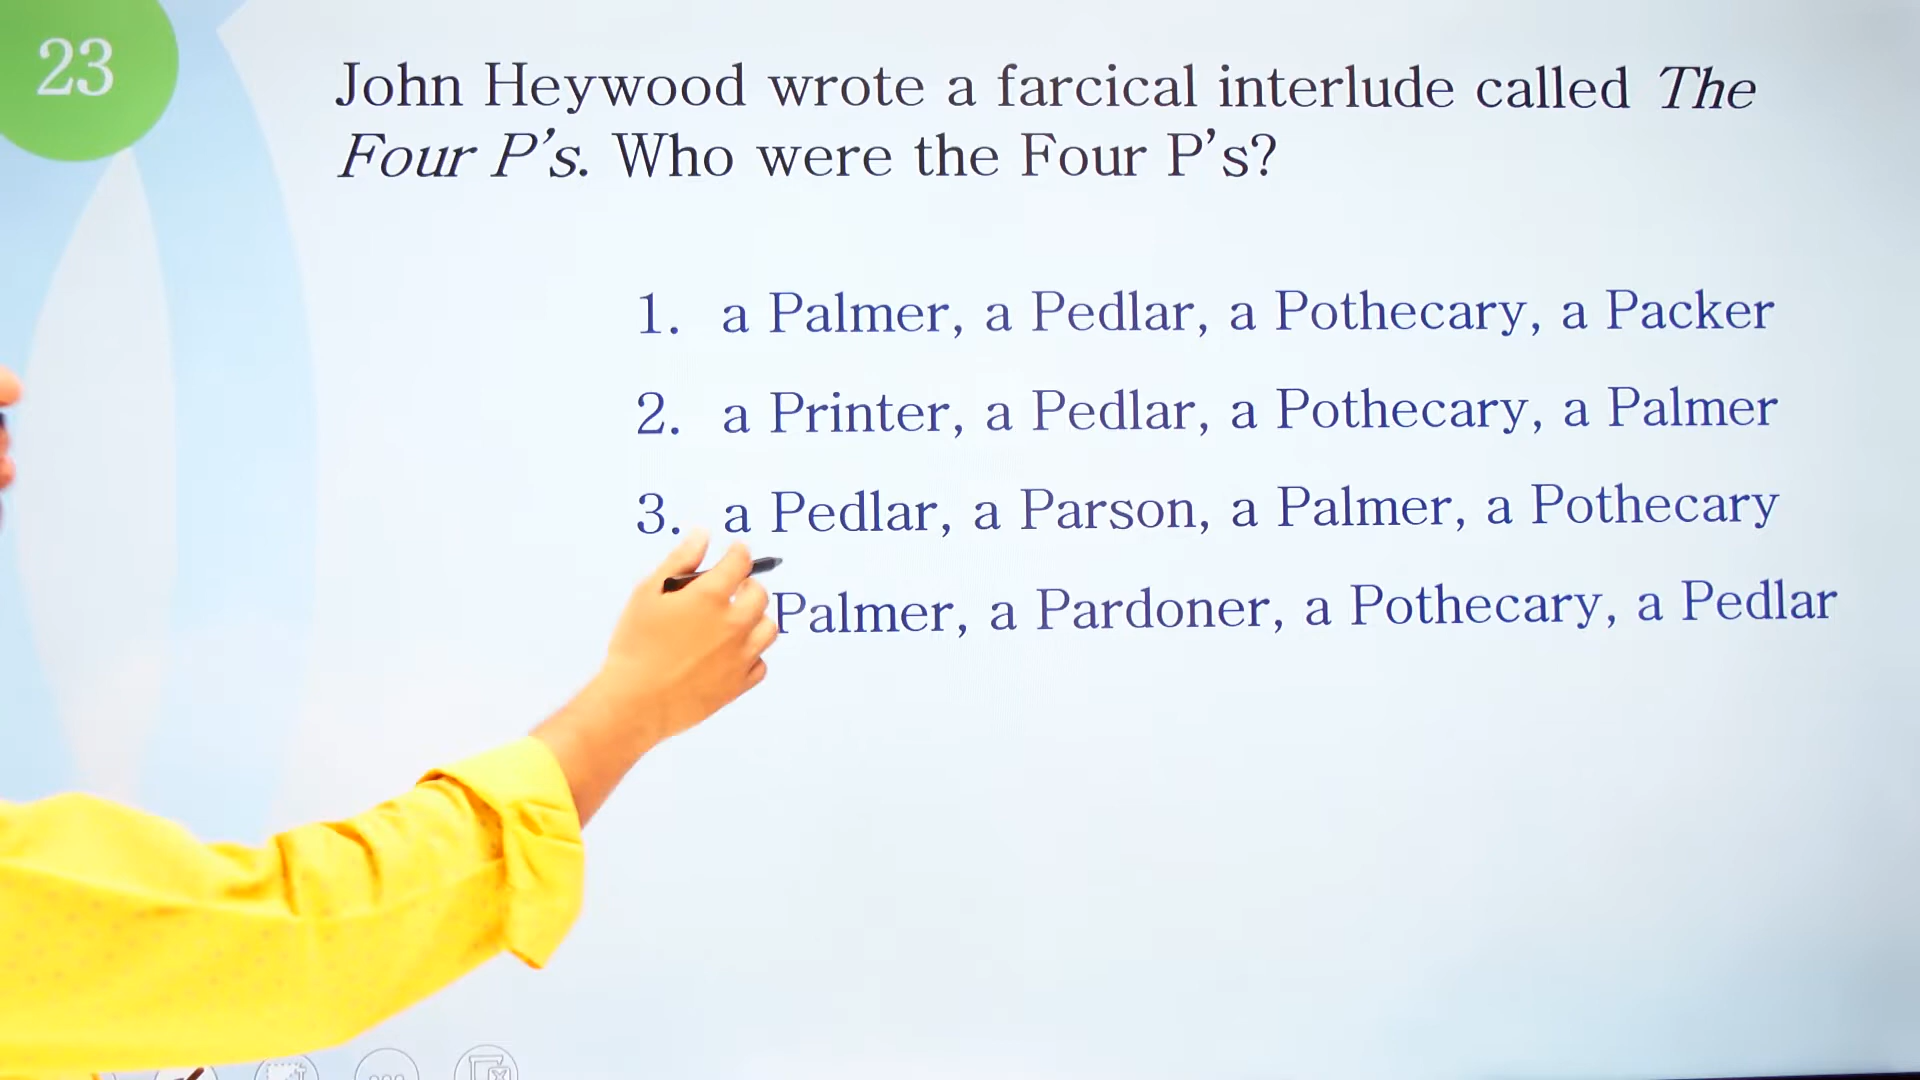 23
John Heywood wrote a farcical interlude called The
Four P's. Who were the Four P's?
1. a Palmer, a Pedlar, a Pothecary, a Packer
2. a Printer, a Pedlar, a Pothecary, a Palmer
3. a Pedlar, a Parson, a Palmer, a Pothecary
Palmer, a Pardoner, a Pothecary, a Pedlar